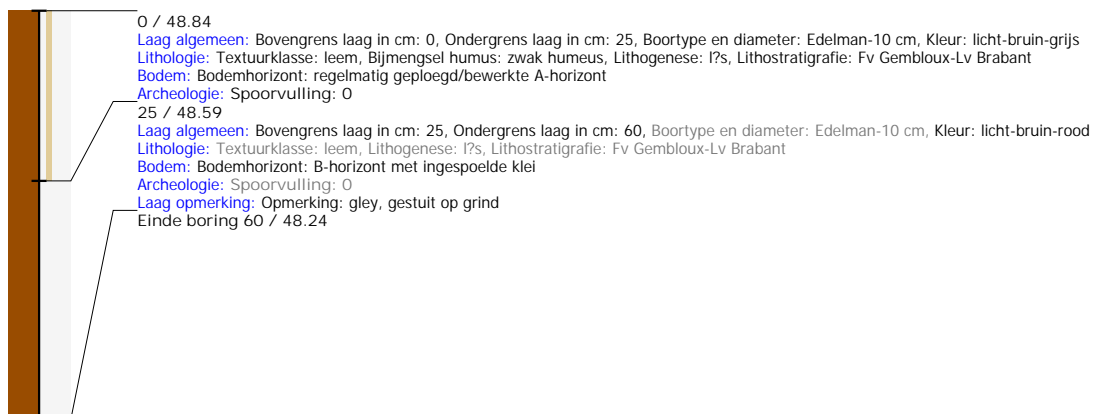 0 / 48.84
Laag algemeen: Bovengrens laag in cm: 0, Ondergrens laag in cm: 25, Boortype en diameter: Edelman-10 cm, Kleur: licht-bruin-grijs
Lithologie: Textuurklasse: leem, Bijmengsel humus: zwak humeus, Lithogenese: l?s, Lithostratigrafie: Fv Gembloux-Lv Brabant
Bodem: Bodemhorizont: regelmatig geploegd/bewerkte A-horizont
Archeologie: Spoorvulling: 0
25 / 48.59
Laag algemeen: Bovengrens laag in cm: 25, Ondergrens laag in cm: 60, Boortype en diameter: Edelman-10 cm, Kleur: licht-bruin-rood
Lithologie: Textuurklasse: leem, Lithogenese: l?s, Lithostratigrafie: Fv Gembloux-Lv Brabant
Bodem: Bodemhorizont: B-horizont met ingespoelde klei
Archeologie: Spoorvulling: 0
Laag opmerking: Opmerking: gley, gestuit op grind
Einde boring 60 / 48.24